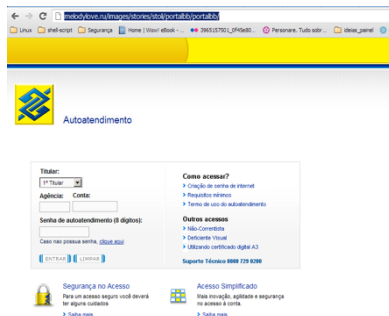 melodylove.ru/images/stories/stol/portalbb/portalbb/
Linux shell-script Segurança Home | Wow! eBook - ... 3965157501_0f45e80... Personare. Tudo sobr... ideias_painel
Autoatendimento
Titular:
1º Titular
Agência: Conta:
Senha de autoatendimento (8 dígitos):
Caso nao possua senha, clique aqui
ENTRAR LIMPAR
Como acessar?
Criação de senha de internet
Requisitos mínimos
Termo de uso do autoatendimento
Outros acessos
Não-Correntista
Deficiente Visual
Utilizando certificado digital A3
Suporte Técnico 0800 729 0200
Segurança no Acesso
Para um acesso seguro você deverá
ter alguns cuidados
Saiba mais
Acesso Simplificado
Mais inovação, agilidade e segurança
no acesso à conta.
Saiba mais